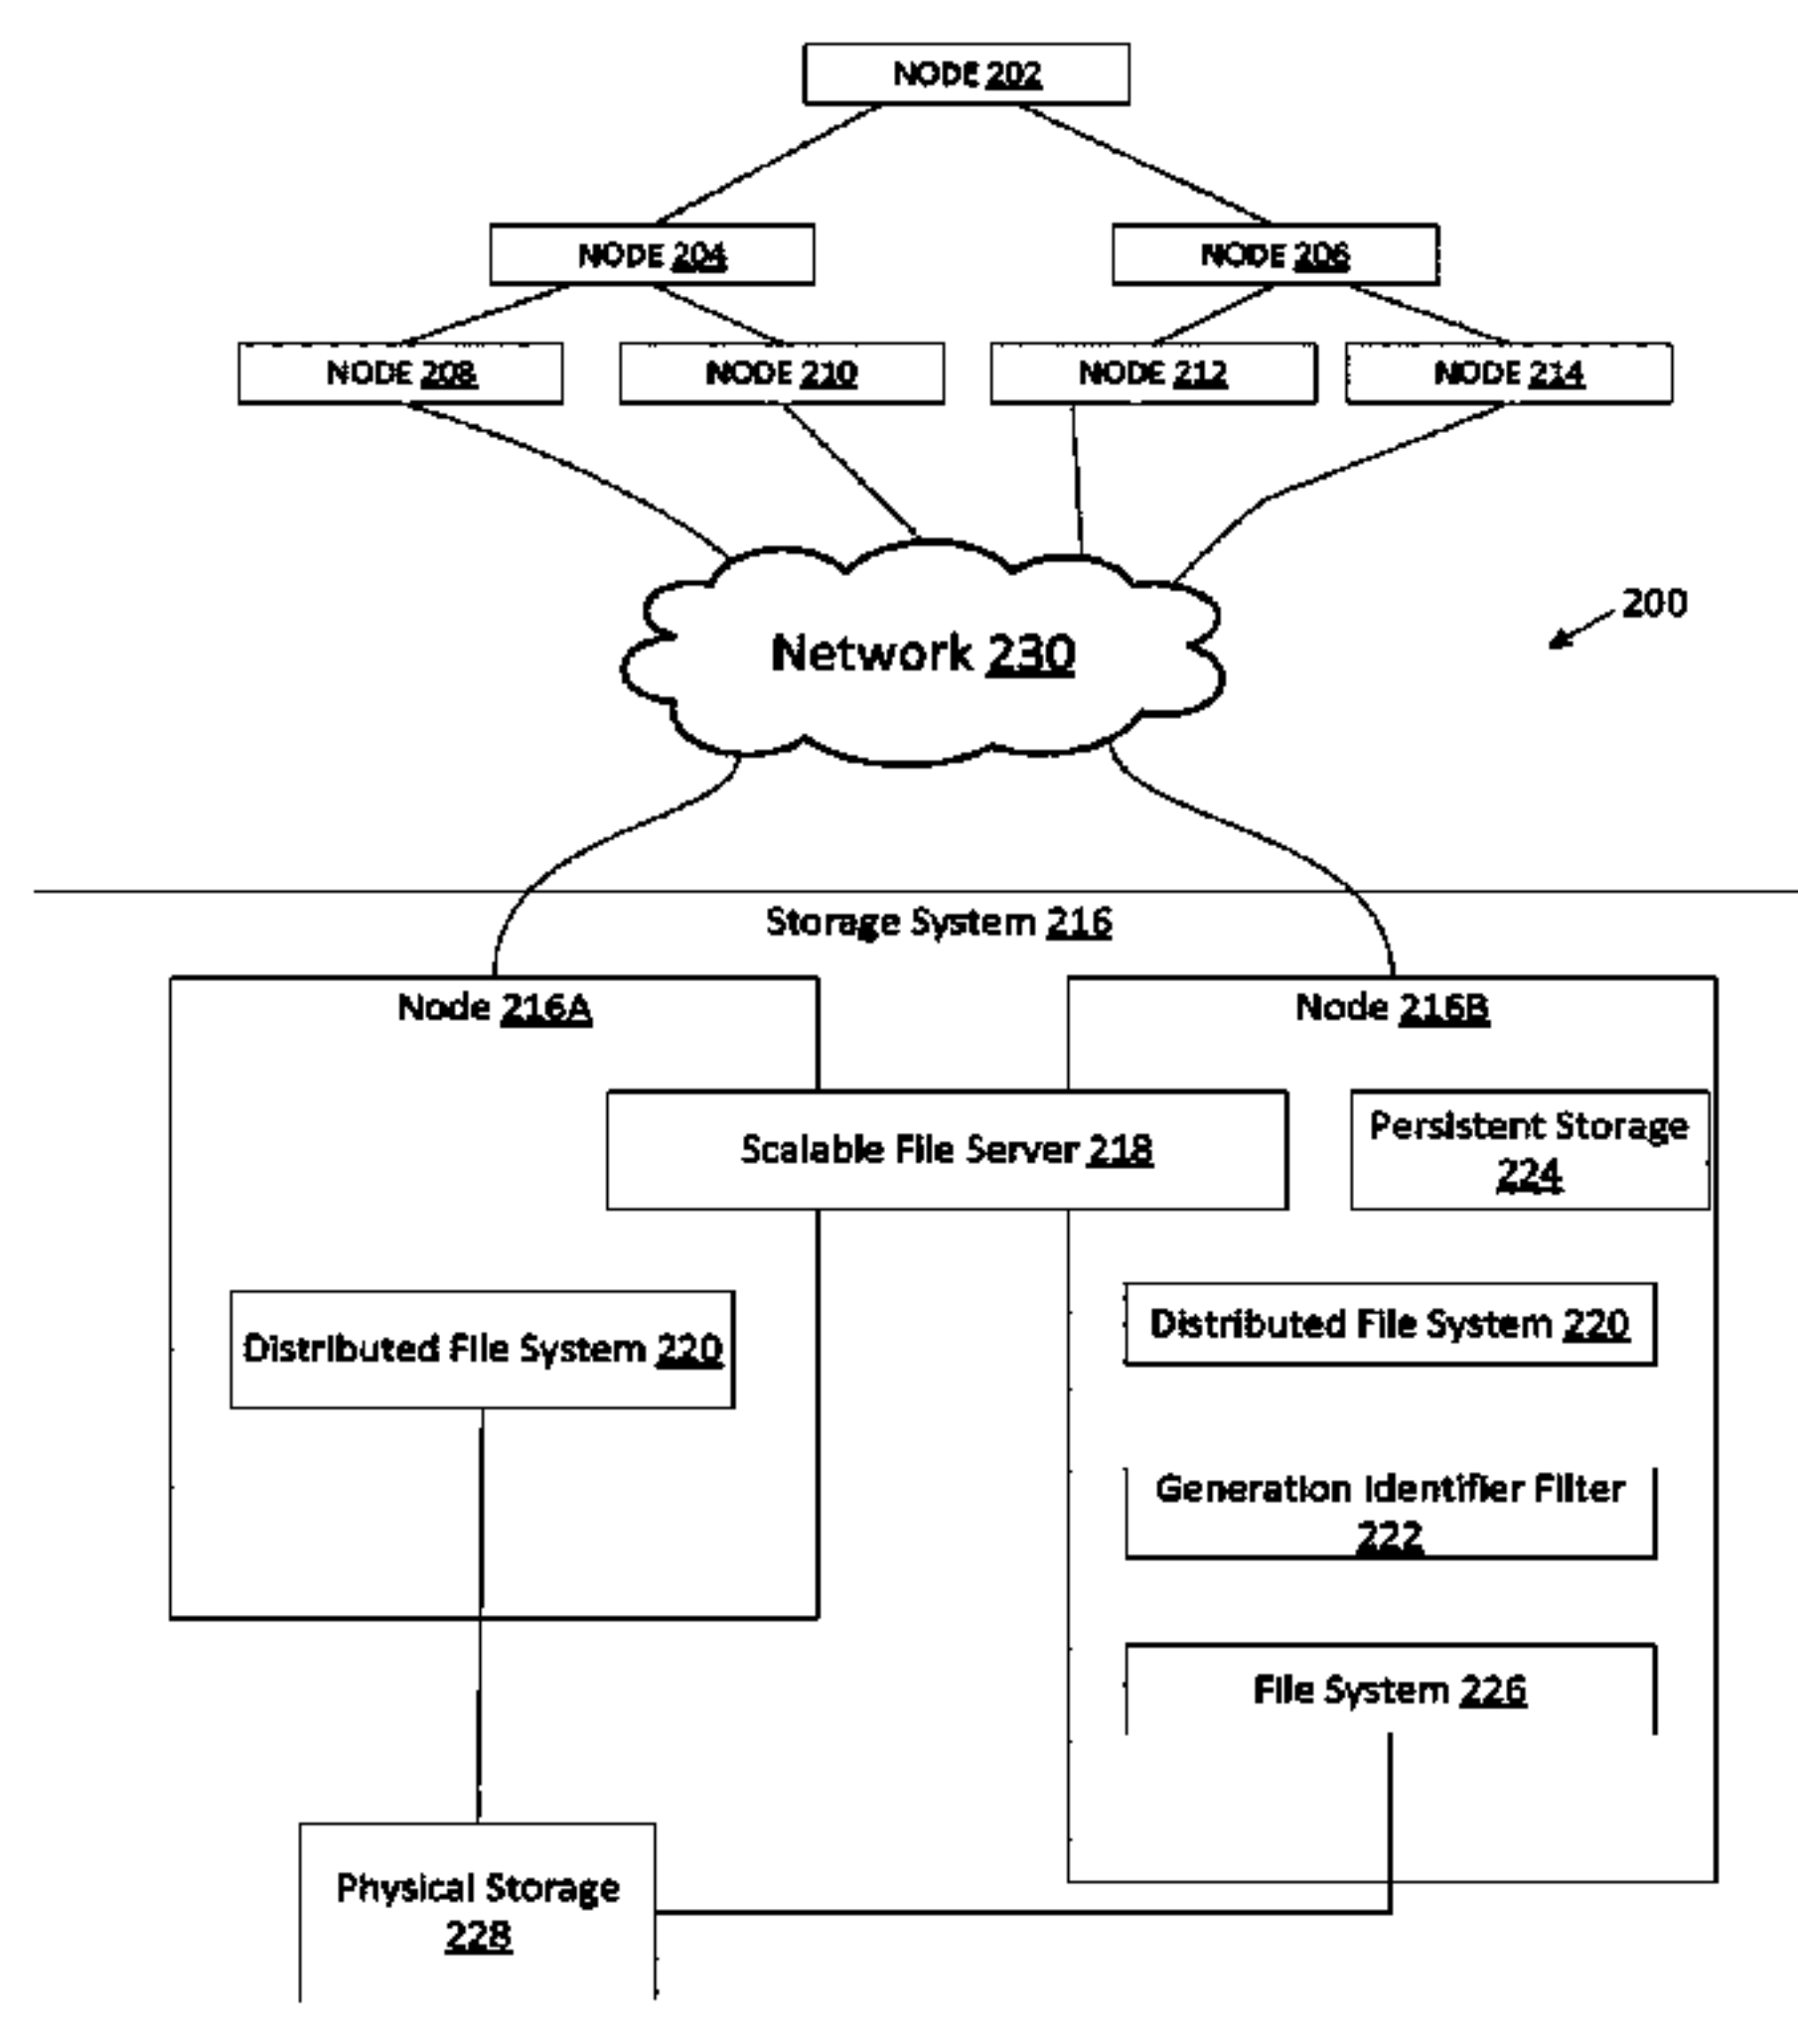 NODE 202
NODE 204
NODE 206
NODE 208
NODE 210
NODE 212
NODE 214
Network 230
200
Storage System 216
Node 216A
Node 216B
Scalable File Server 218
Persistent Storage
224
Distributed File System 220
Distributed File System 220
Generation Identifier Filter
222
File System 226
Physical Storage
228